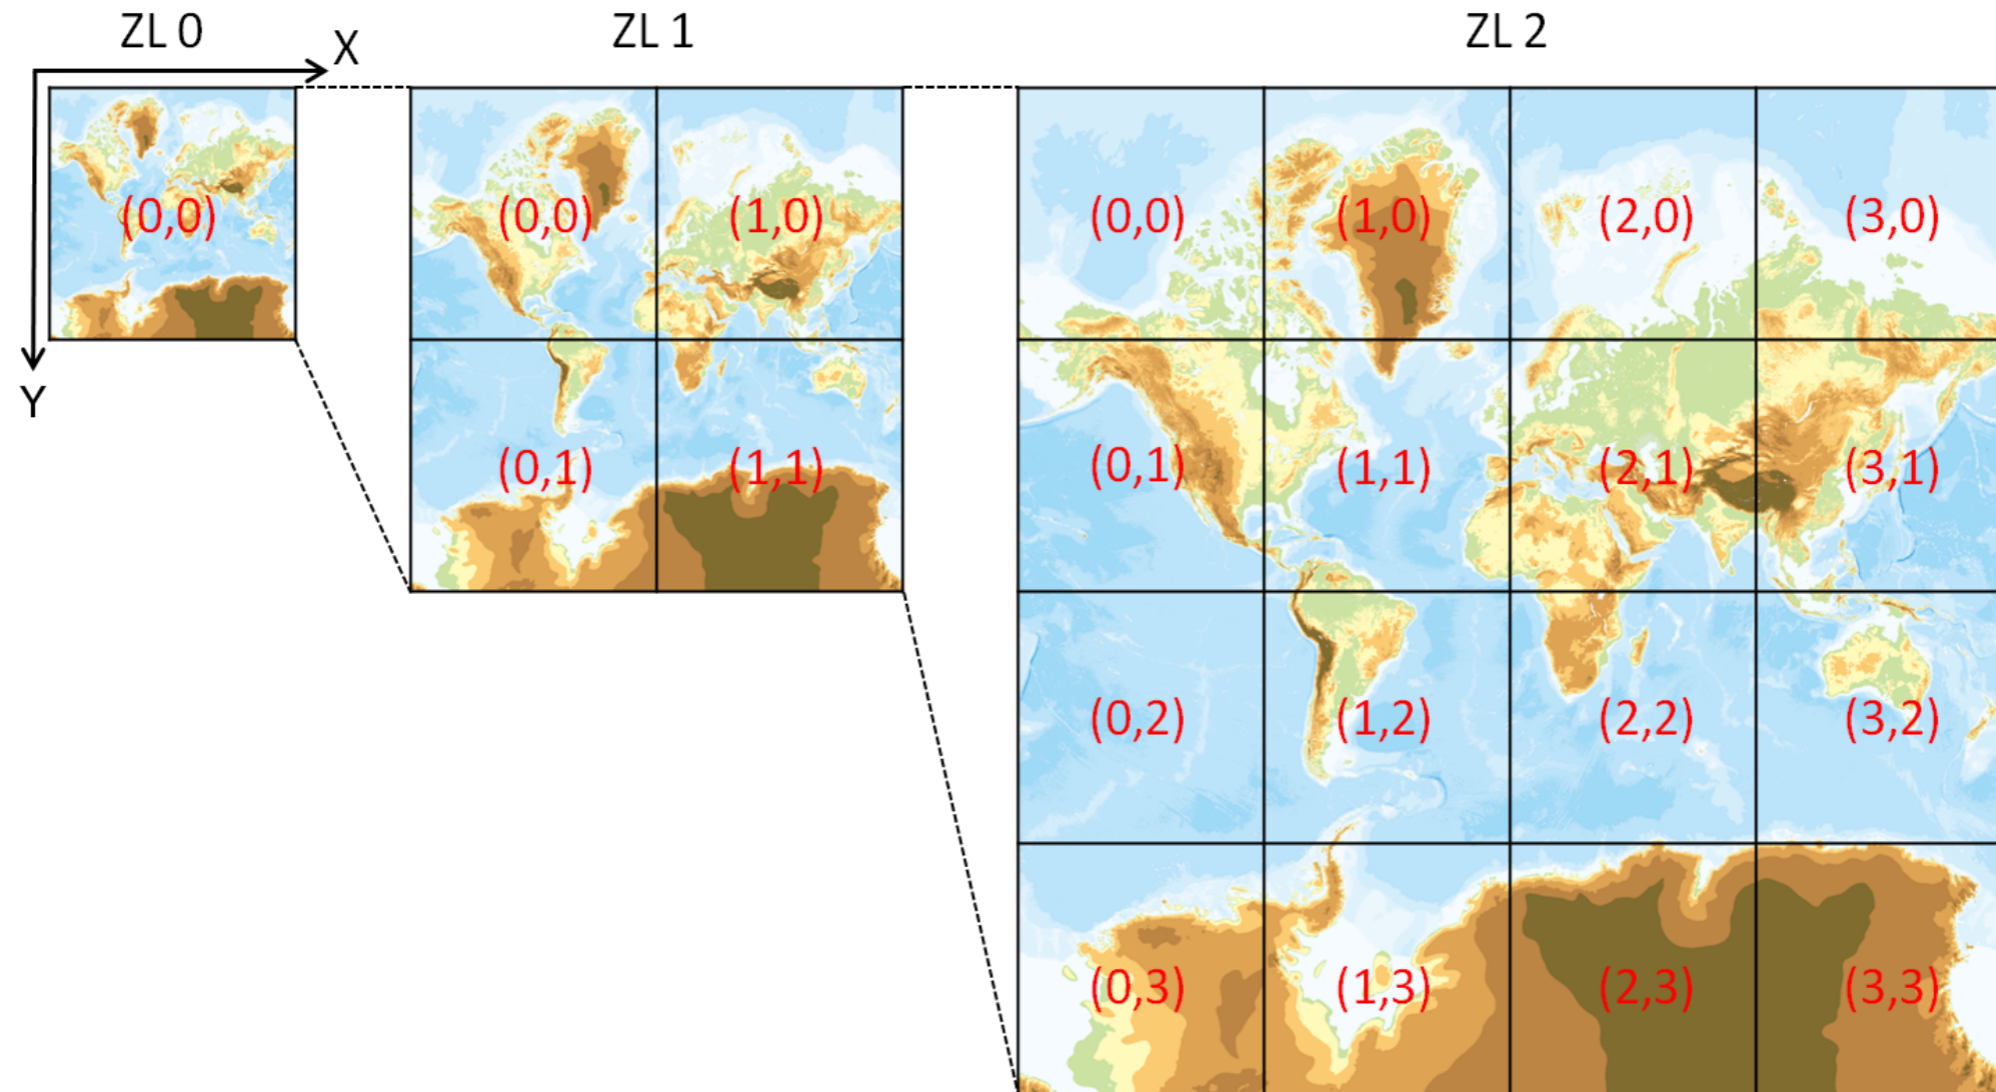 ZL 0
X
ZL 1
ZL 2
(0,0)
Y
(0,0) (1,0)
(0,1) (1,1)
(0,0) (1,0) (2,0) (3,0)
(0,1) (1,1) (2,1) (3,1)
(0,2) (1,2) (2,2) (3,2)
(0,3) (1,3) (2,3) (3,3)